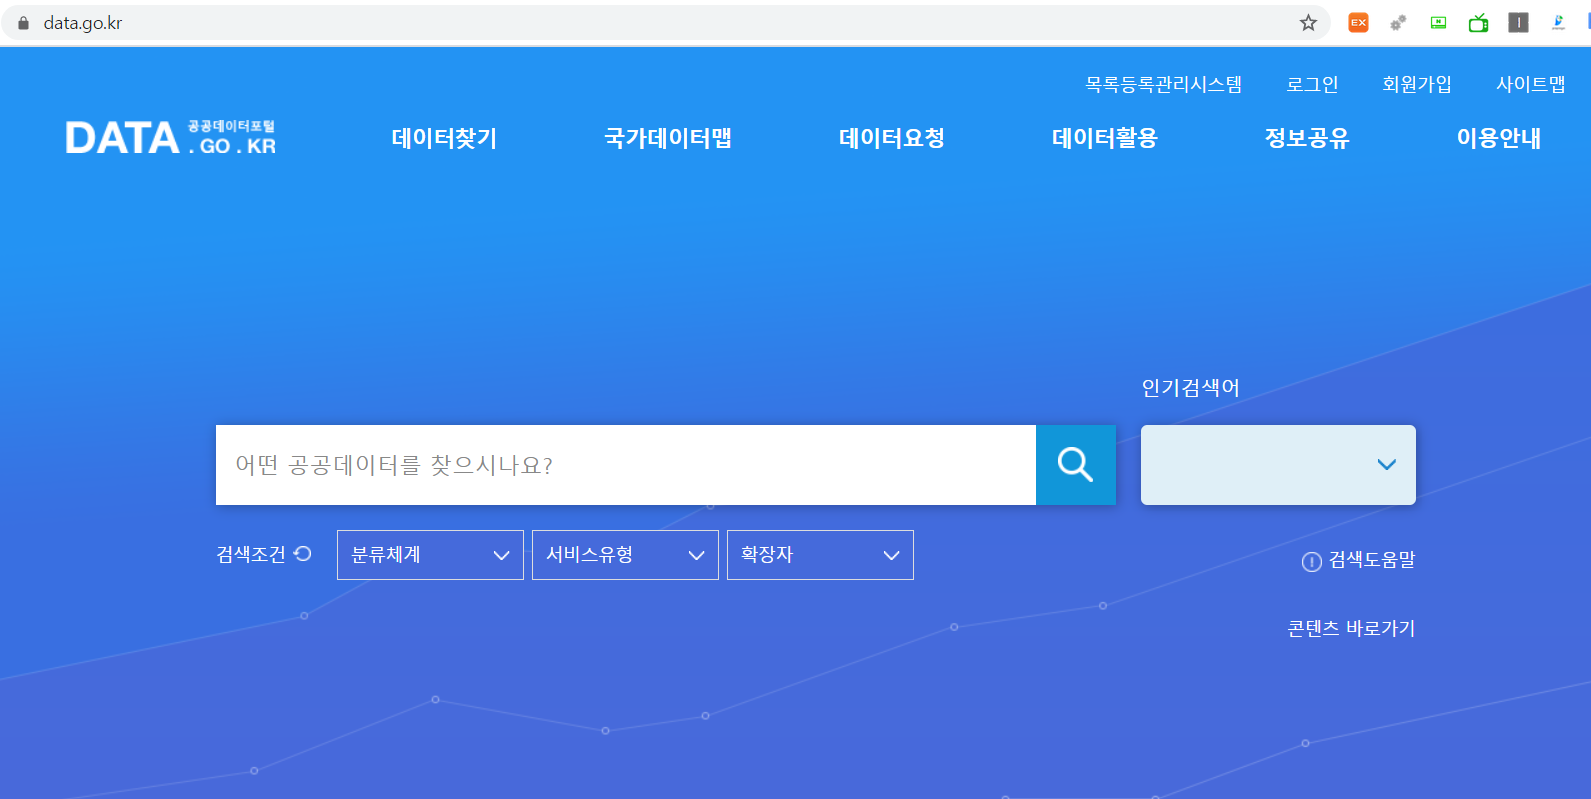 data.go.kr
EX
목록등록관리시스템 로그인 회원가입 사이트맵
DATA 공공데이터포털 .GO.KR
데이터찾기 국가데이터맵 데이터요청 데이터활용 정보공유 이용안내
인기검색어
어떤 공공데이터를 찾으시나요?
검색조건 분류체계 서비스유형 확장자
검색도움말
콘텐츠 바로가기